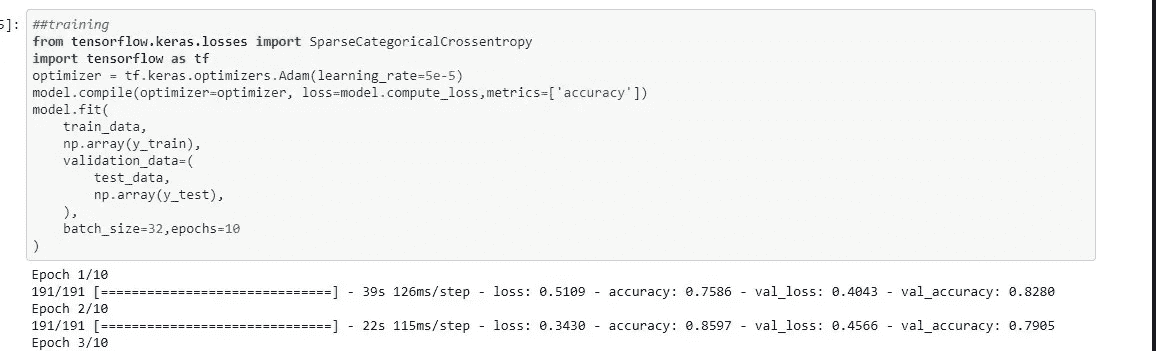 5]: ##training
from tensorflow.keras.losses import SparseCategoricalCrossentropy
import tensorflow as tf
optimizer = tf.keras.optimizers.Adam(learning_rate=5e-5)
model.compile(optimizer=optimizer, loss=model.compute_loss,metrics=['accuracy'])
model.fit(
    train_data,
    np.array(y_train),
    validation_data=(
        test_data,
        np.array(y_test),
    ),
    batch_size=32,epochs=10
)
Epoch 1/10
191/191 [==============================] - 39s 126ms/step - loss: 0.5109 - accuracy: 0.7586 - val_loss: 0.4043 - val_accuracy: 0.8280
Epoch 2/10
191/191 [==============================] - 22s 115ms/step - loss: 0.3430 - accuracy: 0.8597 - val_loss: 0.4566 - val_accuracy: 0.7905
Epoch 3/10